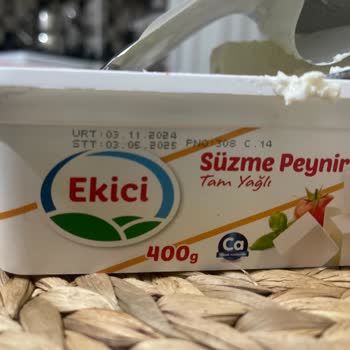 URT:03.11.2024
STT:03.05.2025 PNO:308 C.14
Süzme Peynir
Tam Yağlı
Ekici
400g
Ca